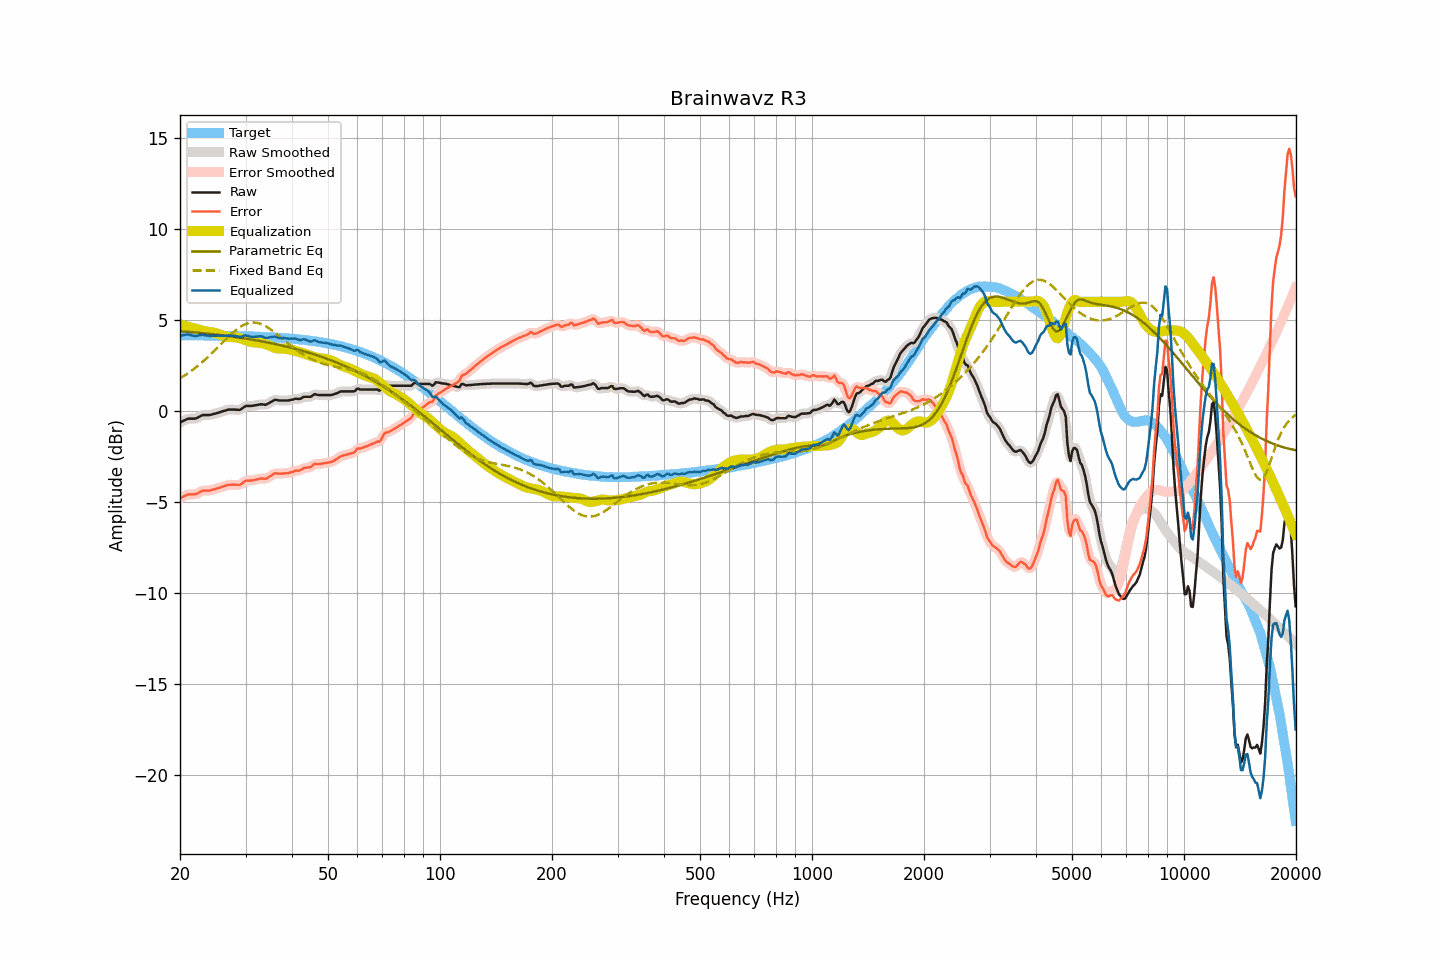 Brainwavz R3
Target
Raw Smoothed
Error Smoothed
Raw
Error
Equalization
Parametric Eq
Fixed Band Eq
Equalized
15
10
5
0
−5
−10
−15
−20
Amplitude (dBr)
20 50 100 200 500 1000 2000 5000 10000 20000
Frequency (Hz)